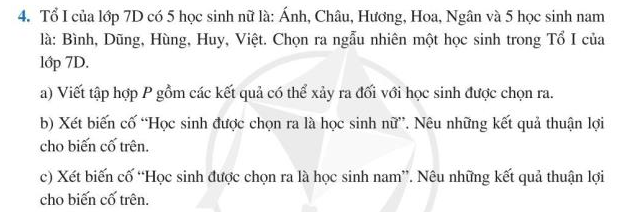 4. Tổ I của lớp 7D có 5 học sinh nữ là: Ánh, Châu, Hương, Hoa, Ngân và 5 học sinh nam
là: Bình, Dũng, Hùng, Huy, Việt. Chọn ra ngẫu nhiên một học sinh trong Tổ I của
lớp 7D.
a) Viết tập hợp P gồm các kết quả có thể xảy ra đối với học sinh được chọn ra.
b) Xét biến cố “Học sinh được chọn ra là học sinh nữ”. Nêu những kết quả thuận lợi
cho biến cố trên.
c) Xét biến cố “Học sinh được chọn ra là học sinh nam”. Nêu những kết quả thuận lợi
cho biến cố trên.